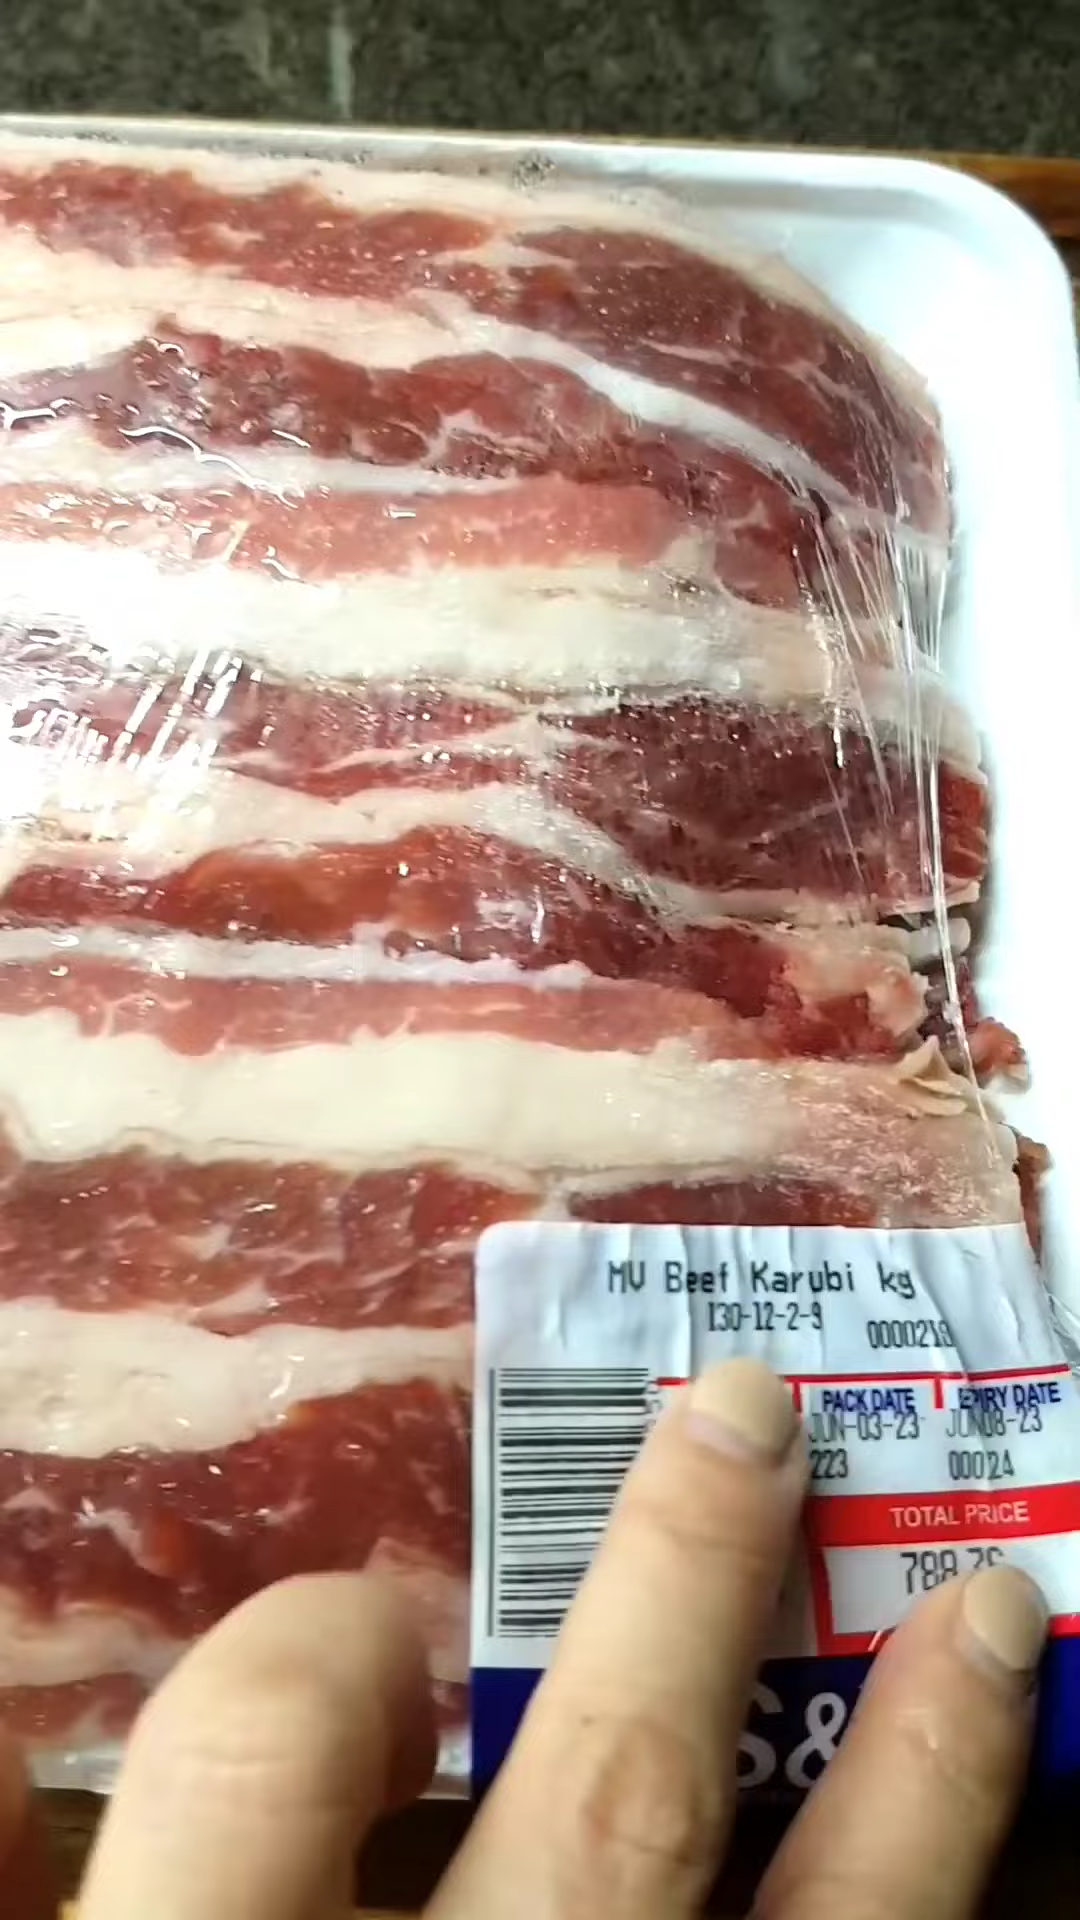 MV Beef Karubi kg
130-12-2-9
0000218
PACK DATE EXPIRY DATE
JUN-03-23 JUN08-23
223 00024
TOTAL PRICE
S&